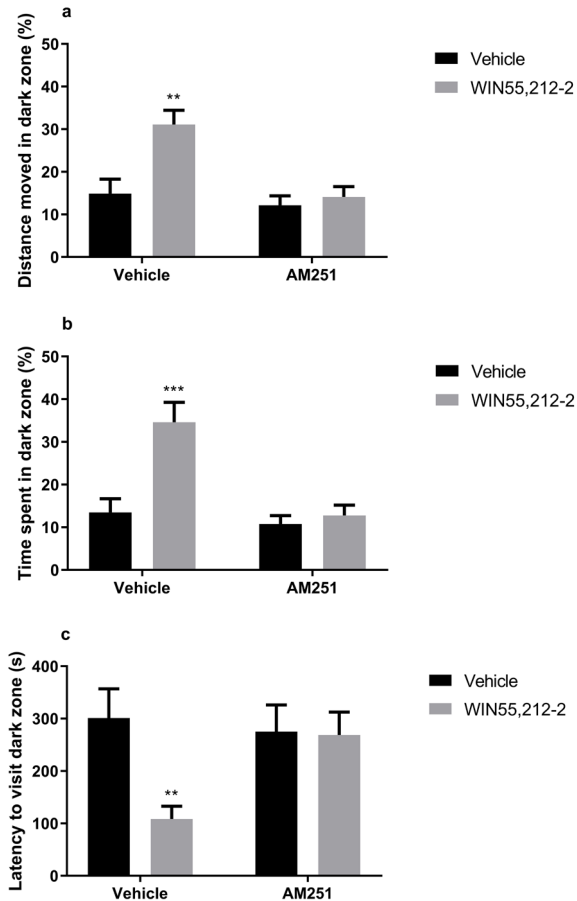 a
Distance moved in dark zone (%)
50
40
30
20
10
0
**
Vehicle
AM251
Vehicle
WIN55,212-2
b
Time spent in dark zone (%)
50
40
30
20
10
0
***
Vehicle
AM251
Vehicle
WIN55,212-2
c
Latency to visit dark zone (s)
400
300
200
100
0
**
Vehicle
AM251
Vehicle
WIN55,212-2